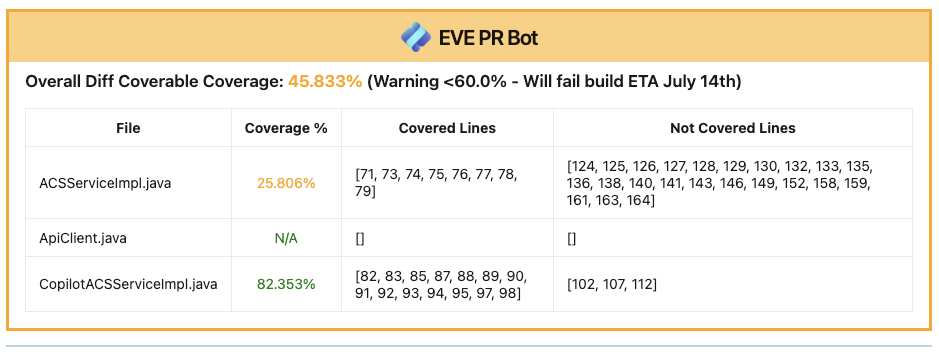 EVE PR Bot
Overall Diff Coverable Coverage: 45.833% (Warning <60.0% - Will fail build ETA July 14th)
File Coverage % Covered Lines Not Covered Lines
ACSServiceImpl.java 25.806% [71, 73, 74, 75, 76, 77, 78,
79]
[124, 125, 126, 127, 128, 129, 130, 132, 133, 135,
136, 138, 140, 141, 143, 146, 149, 152, 158, 159,
161, 163, 164]
ApiClient.java N/A [] []
CopilotACSServiceImpl.java 82.353% [82, 83, 85, 87, 88, 89, 90,
91, 92, 93, 94, 95, 97, 98]
[102, 107, 112]